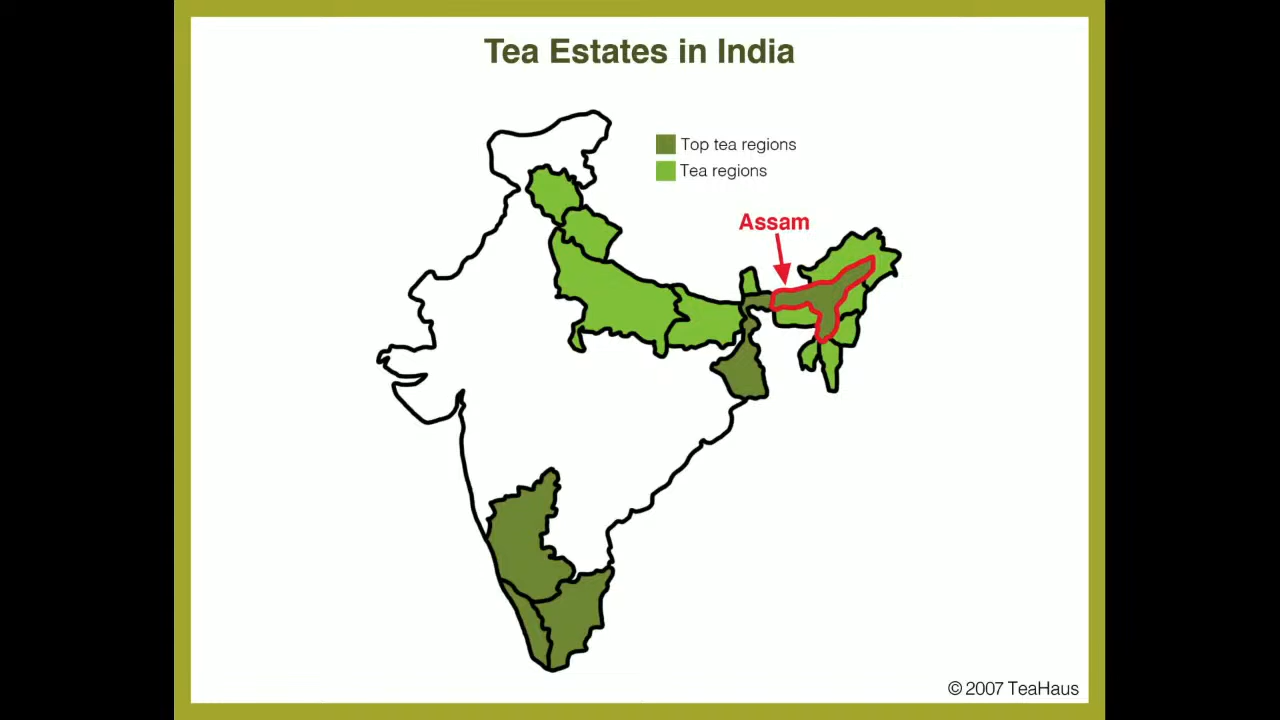 Tea Estates in India
Top tea regions
Tea regions
Assam
© 2007 TeaHaus